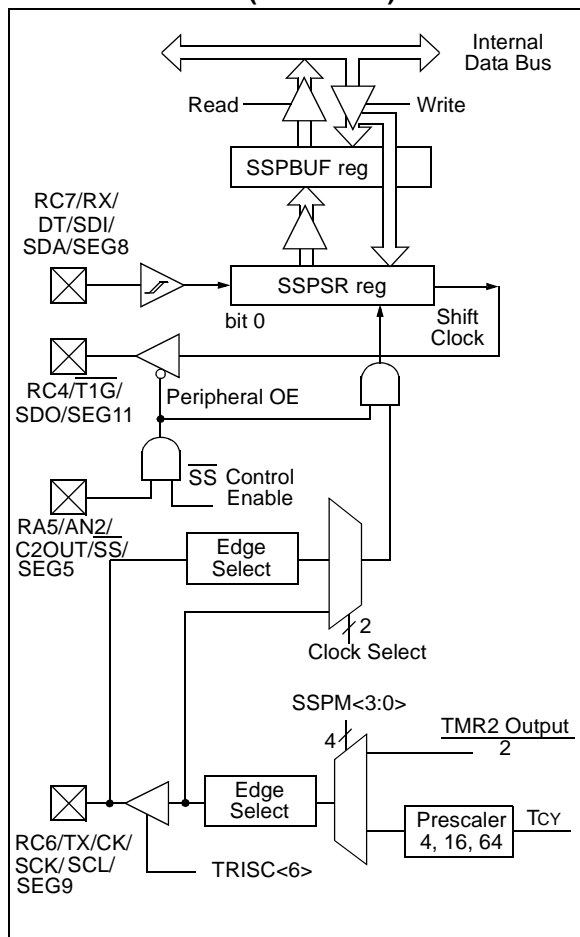 Internal
Data Bus
Read
Write
SSPBUF reg
RC7/RX/
DT/SDI/
SDA/SEG8
SSPSR reg
bit 0
Shift
Clock
RC4/T1G/
SDO/SEG11
Peripheral OE
SS Control
Enable
RA5/AN2/
C2OUT/SS/
SEG5
Edge
Select
2
Clock Select
SSPM<3:0>
4
TMR2 Output
2
Edge
Select
Prescaler
4, 16, 64
TCY
RC6/TX/CK/
SCK/SCL/
SEG9
TRISC<6>